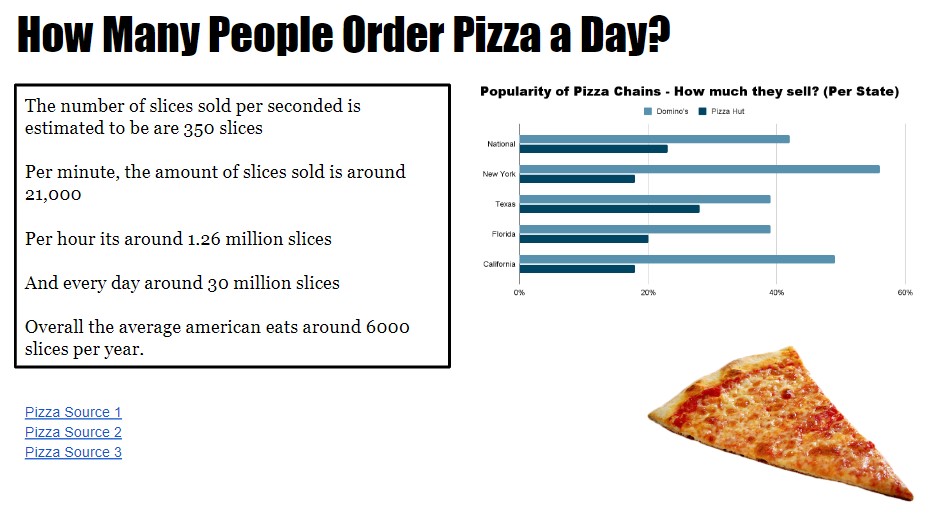 How Many People Order Pizza a Day?
The number of slices sold per seconded is
estimated to be are 350 slices
Per minute, the amount of slices sold is around
21,000
Per hour its around 1.26 million slices
And every day around 30 million slices
Overall the average american eats around 6000
slices per year.
Pizza Source 1
Pizza Source 2
Pizza Source 3
Popularity of Pizza Chains - How much they sell? (Per State)
Domino's Pizza Hut
National
New York
Texas
Florida
California
0% 20% 40% 60%